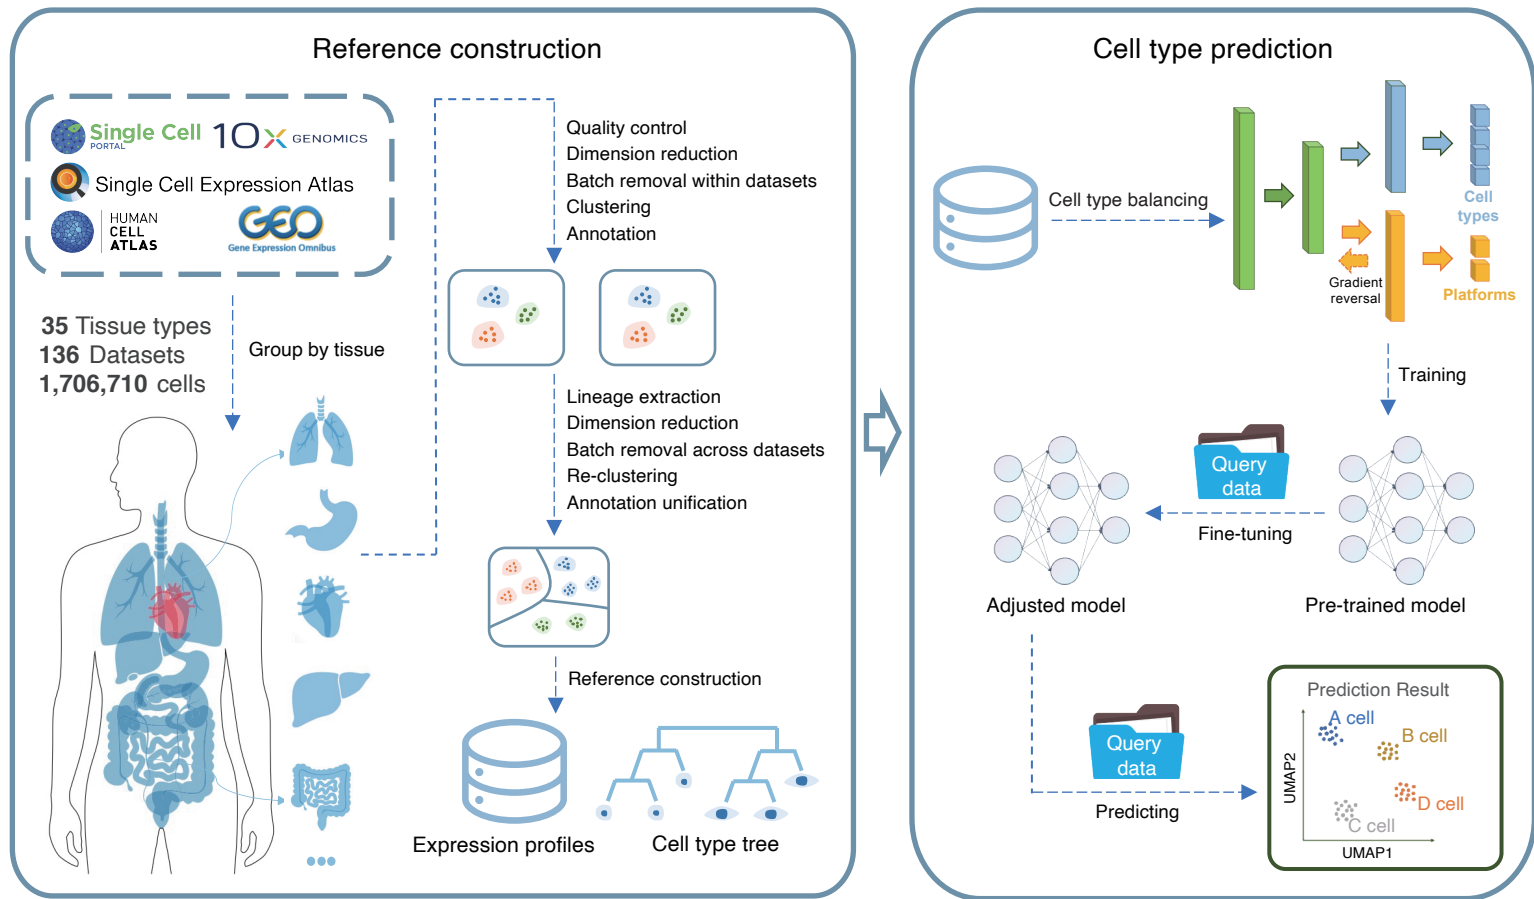 Reference construction
Single Cell
PORTAL
10x GENOMICS
Single Cell Expression Atlas
HUMAN
CELL
ATLAS
GEO
Gene Expression Omnibus
35 Tissue types
136 Datasets
1,706,710 cells
Group by tissue
Quality control
Dimension reduction
Batch removal within datasets
Clustering
Annotation
Lineage extraction
Dimension reduction
Batch removal across datasets
Re-clustering
Annotation unification
Reference construction
Expression profiles
Cell type tree
Cell type prediction
Cell type balancing
Cell
types
Gradient
reversal
Platforms
Training
Query
data
Fine-tuning
Adjusted model
Pre-trained model
Query
data
Predicting
Prediction Result
A cell
B cell
D cell
C cell
UMAP2
UMAP1